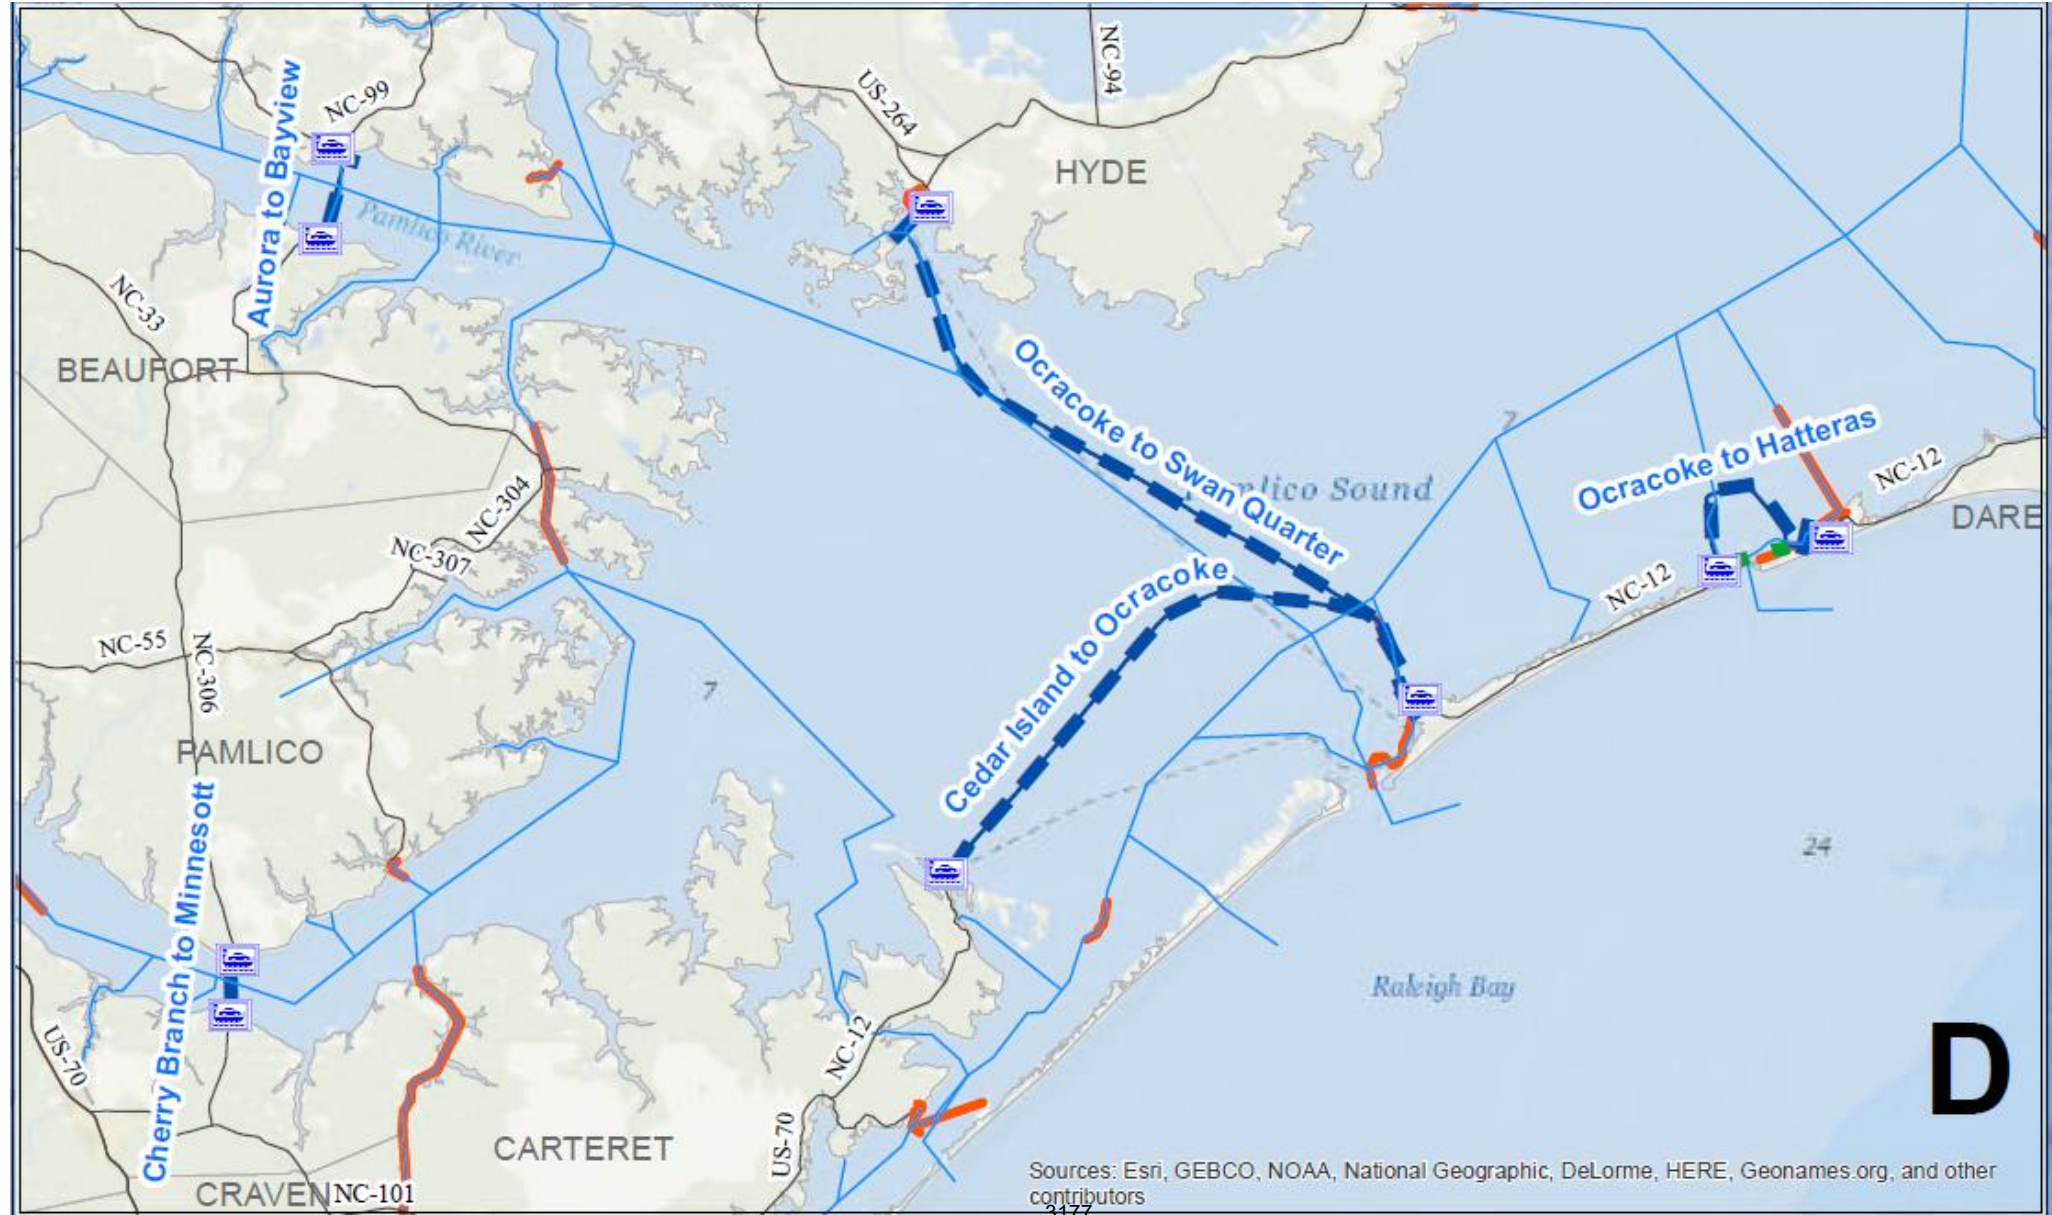 NC-94
US-264
NC-99
HYDE
Aurora to Bayview
Pamlico River
NC-33
BEAUFORT
Ocracoke to Swan Quarter
7
Ocracoke to Hatteras
NC-12
DARE
NC-304
lico Sound
NC-307
Cedar Island to Ocracoke
NC-12
NC-55
NC-306
7
PAMLICO
Cherry Branch to Minnesott
24
Raleigh Bay
US-70
NC-12
D
US-70
CARTERET
CRAVEN
NC-101
Sources: Esri, GEBCO, NOAA, National Geographic, DeLorme, HERE, Geonames.org, and other
contributors
3177